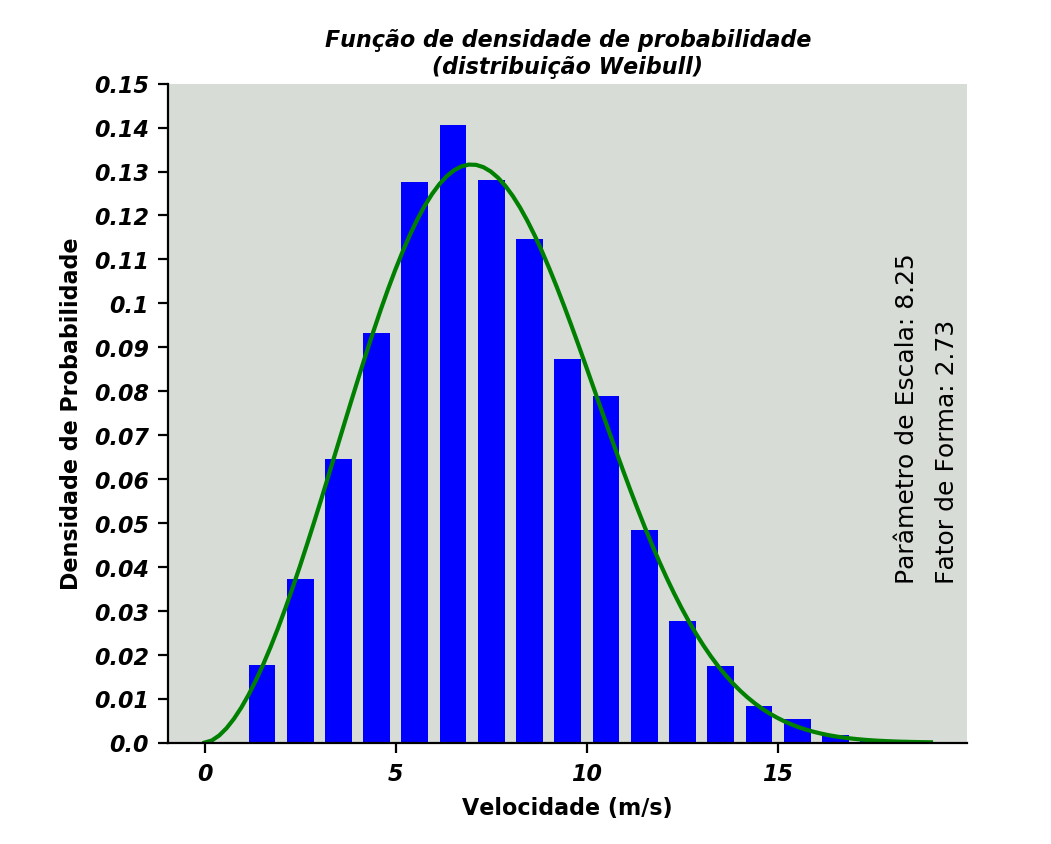 Função de densidade de probabilidade
(distribuição Weibull)
Densidade de Probabilidade
0.15
0.14
0.13
0.12
0.11
0.1
0.09
0.08
0.07
0.06
0.05
0.04
0.03
0.02
0.01
0.0
Parâmetro de Escala: 8.25
Fator de Forma: 2.73
0 5 10 15
Velocidade (m/s)